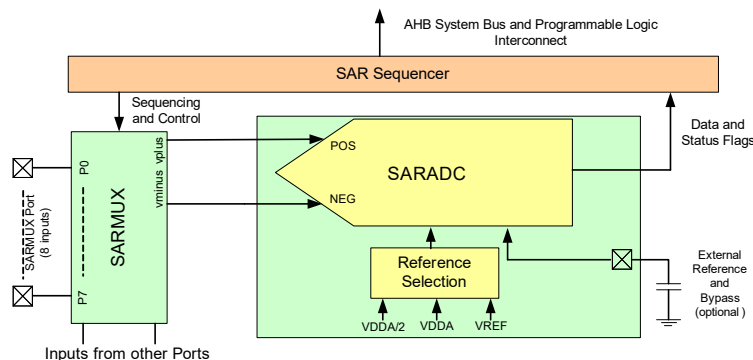 AHB System Bus and Programmable Logic
Interconnect
SAR Sequencer
Sequencing
and Control
Data and
Status Flags
vminus vplus
P0
SARMUX
P7
SARMUX Port
(8 inputs)
POS
NEG
SARADC
Reference
Selection
External
Reference
and
Bypass
(optional )
VDDA/2
VDDA
VREF
Inputs from other Ports